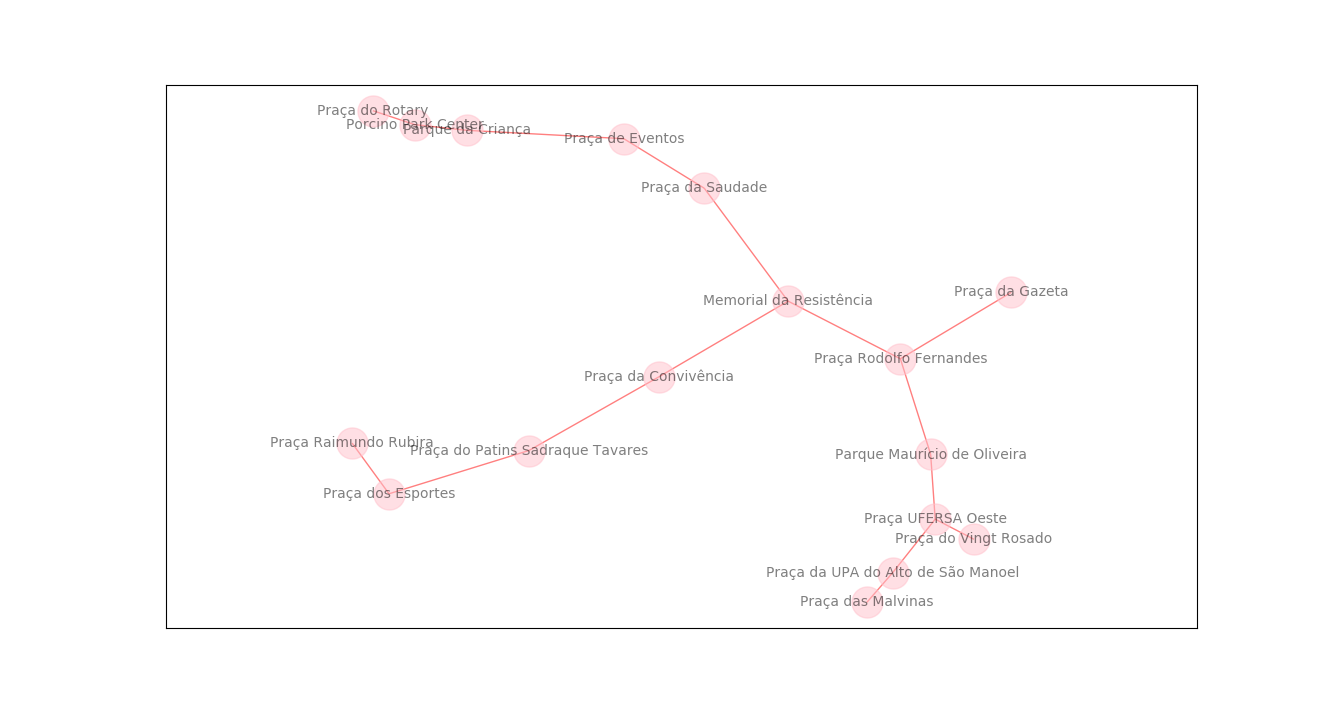 Praça do Rotary
Porcino Park Center
Parque da Criança
Praça de Eventos
Praça da Saudade
Praça da Gazeta
Memorial da Resistência
Praça Rodolfo Fernandes
Praça da Convivência
Praça Raimundo Rubira
Praça do Patins Sadraque Tavares
Parque Maurício de Oliveira
Praça dos Esportes
Praça UFERSA Oeste
Praça do Vingt Rosado
Praça da UPA do Alto de São Manoel
Praça das Malvinas